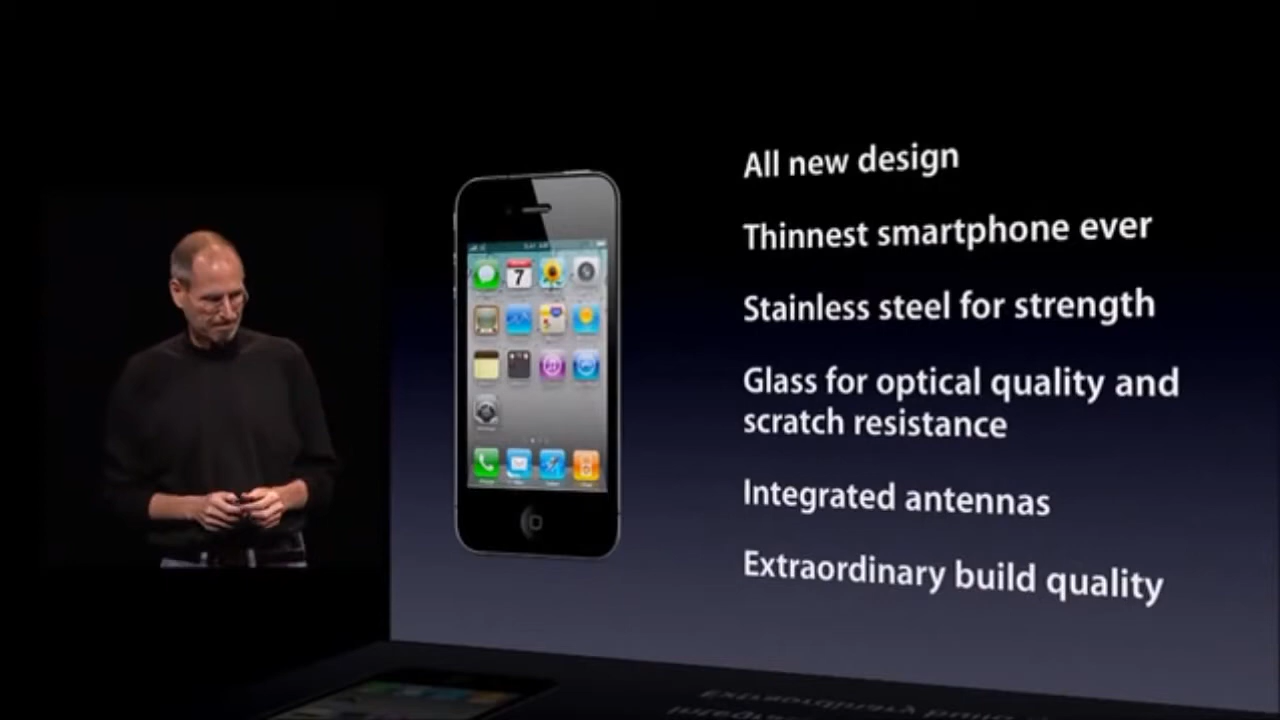 All new design
Thinnest smartphone ever
Stainless steel for strength
Glass for optical quality and
scratch resistance
Integrated antennas
Extraordinary build quality
7